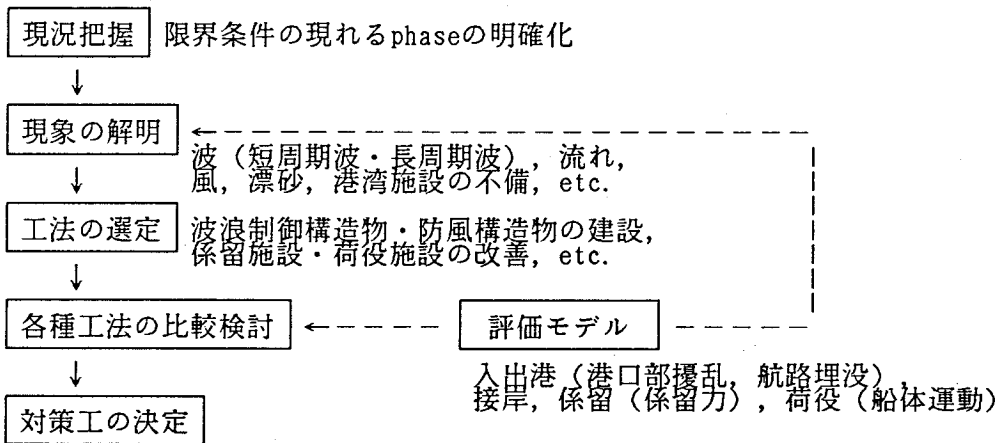 現況把握 限界条件の現れるphaseの明確化
↓
現象の解明
波（短周期波・長周期波），流れ，
風，漂砂，港湾施設の不備，etc.
↓
工法の選定 波浪制御構造物・防風構造物の建設，
係留施設・荷役施設の改善，etc.
↓
各種工法の比較検討 評価モデル
入出港（港口部擾乱，航路埋没），
↓
接岸，係留（係留力），荷役（船体運動）
対策工の決定